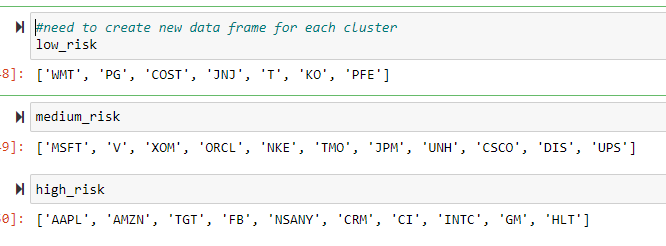 #need to create new data frame for each cluster
low_risk
8]: ['WMT', 'PG', 'COST', 'JNJ', 'T', 'KO', 'PFE']
medium_risk
9]: ['MSFT', 'V', 'XOM', 'ORCL', 'NKE', 'TMO', 'JPM', 'UNH', 'CSCO', 'DIS', 'UPS']
high_risk
0]: ['AAPL', 'AMZN', 'TGT', 'FB', 'NSANY', 'CRM', 'CI', 'INTC', 'GM', 'HLT']